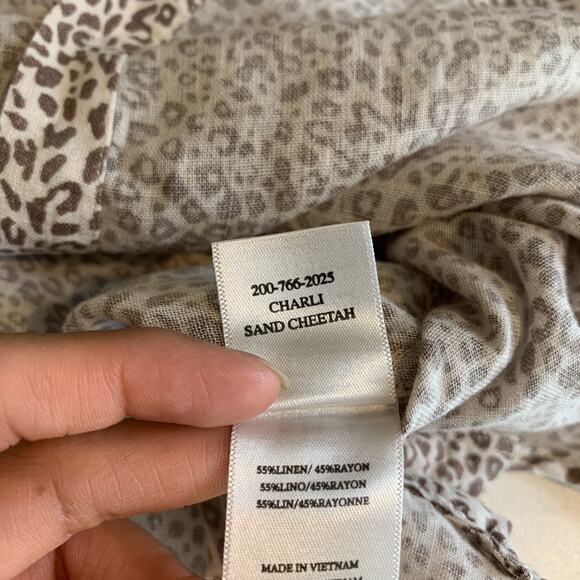 200-766-2025
CHARLI
SAND CHEETAH
55%LINEN/ 45%RAYON
55%LINO/ 45%RAYON
55%LIN/ 45%RAYONNE
MADE IN VIETNAM